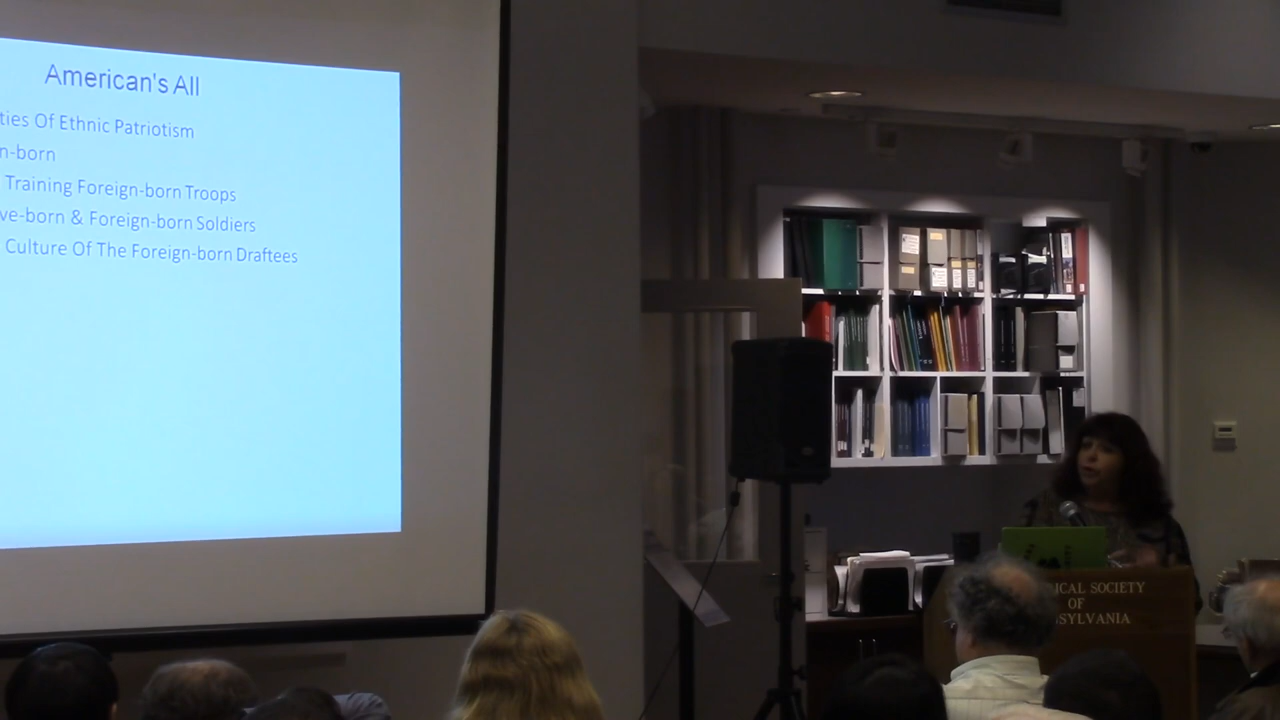 American's All
ties Of Ethnic Patriotism
n-born
Training Foreign-born Troops
ve-born & Foreign-born Soldiers
Culture Of The Foreign-born Draftees
ICAL SOCIETY
OF
SYLVANIA